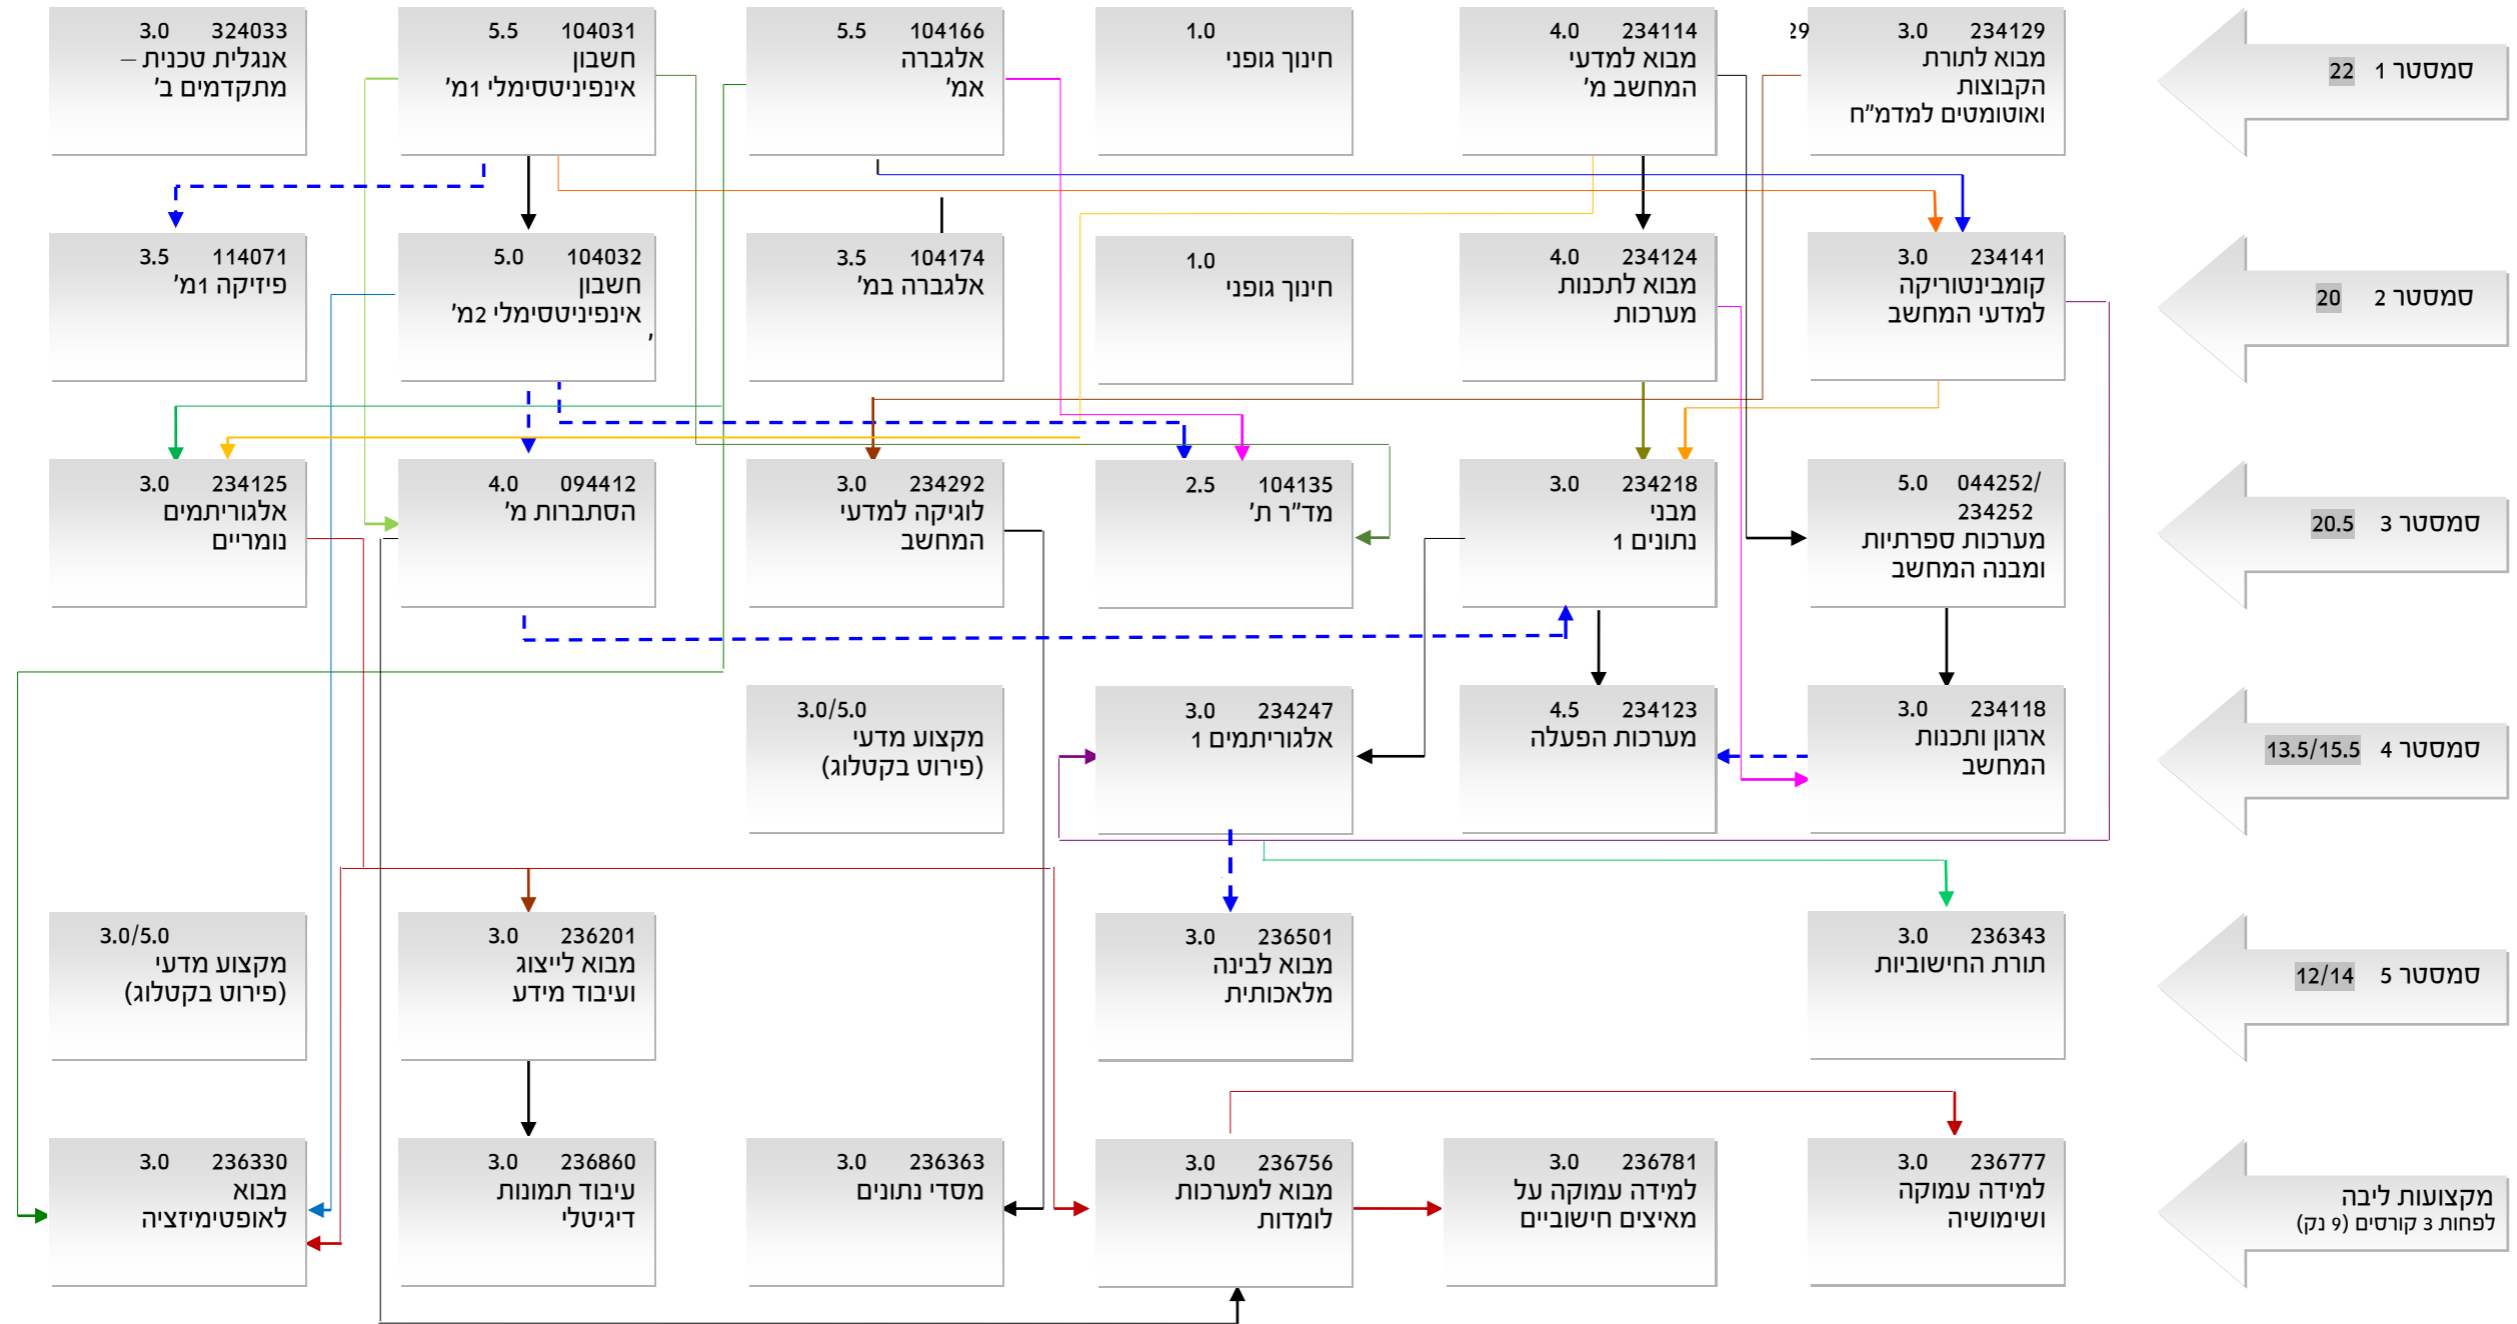 סמסטר 1 22
29
234129 3.0
מבוא לתורת
הקבוצות
ואוטומטים למדמ"ח
234114 4.0
מבוא למדעי
המחשב מ'
1.0
חינוך גופני
104166 5.5
אלגברה
אמ'
104031 5.5
חשבון
אינפיניטסימלי 1מ'
324033 3.0
אנגלית טכנית –
מתקדמים ב'
סמסטר 2 20
234141 3.0
קומבינטוריקה
למדעי המחשב
234124 4.0
מבוא לתכנות
מערכות
1.0
חינוך גופני
104174 3.5
אלגברה במ'
104032 5.0
חשבון
אינפיניטסימלי 2מ'
'
114071 3.5
פיזיקה 1מ'
סמסטר 3 20.5
044252/ 5.0
234252
מערכות ספרתיות
ומבנה המחשב
234218 3.0
מבני
נתונים 1
104135 2.5
מד"ר ת'
234292 3.0
לוגיקה למדעי
המחשב
094412 4.0
הסתברות מ'
234125 3.0
אלגוריתמים
נומריים
סמסטר 4 13.5/15.5
234118 3.0
ארגון ותכנות
המחשב
234123 4.5
מערכות הפעלה
234247 3.0
אלגוריתמים 1
3.0/5.0
מקצוע מדעי
(פירוט בקטלוג)
סמסטר 5 12/14
236343 3.0
תורת החישוביות
236501 3.0
מבוא לבינה
מלאכותית
236201 3.0
מבוא לייצוג
ועיבוד מידע
3.0/5.0
מקצוע מדעי
(פירוט בקטלוג)
מקצועות ליבה
לפחות 3 קורסים (9 נק)
236777 3.0
למידה עמוקה
ושימושיה
236781 3.0
למידה עמוקה על
מאיצים חישוביים
236756 3.0
מבוא למערכות
לומדות
236363 3.0
מסדי נתונים
236860 3.0
עיבוד תמונות
דיגיטלי
236330 3.0
מבוא
לאופטימיזציה